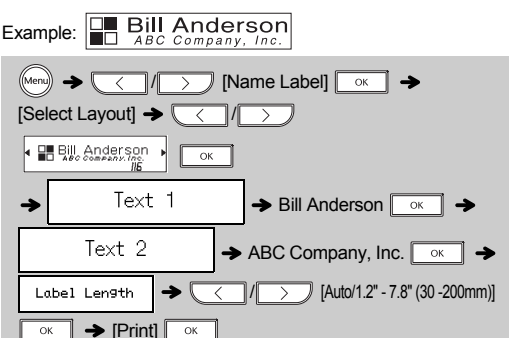 Example: Bill Anderson
ABC Company, Inc.
Menu / [Name Label] OK
[Select Layout] /
Bill Anderson
ABC Company, Inc.
1/6 OK
Text 1 Bill Anderson OK
Text 2 ABC Company, Inc. OK
Label Length / [Auto/1.2" - 7.8" (30 -200mm)]
OK [Print] OK